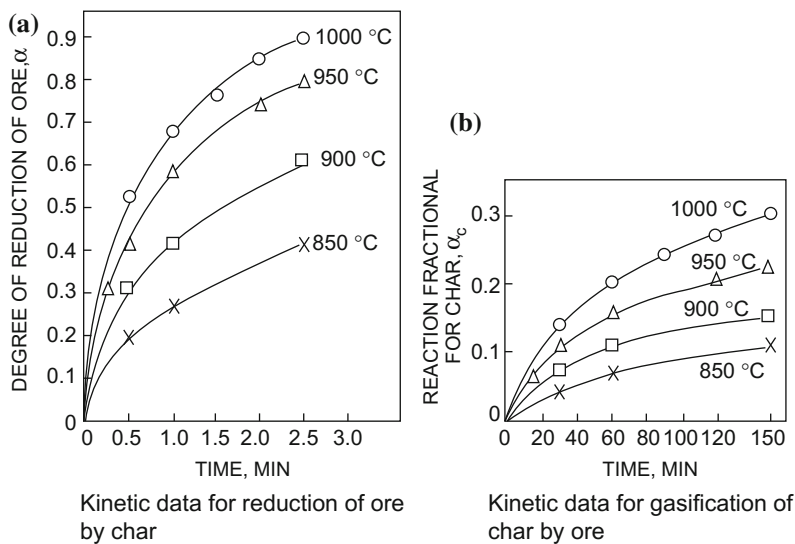 (a)
DEGREE OF REDUCTION OF ORE,α
0.9
0.8
0.7
0.6
0.5
0.4
0.3
0.2
0.1
0
1000 °C
950 °C
900 °C
850 °C
0 0.5 1.0 1.5 2.0 2.5 3.0
TIME, MIN
Kinetic data for reduction of ore
by char
(b)
REACTION FRACTIONAL
FOR CHAR, αc
0.3
0.1
0
1000 °C
950 °C
900 °C
850 °C
0 20 40 60 80 100 120 150
TIME, MIN
Kinetic data for gasification of
char by ore